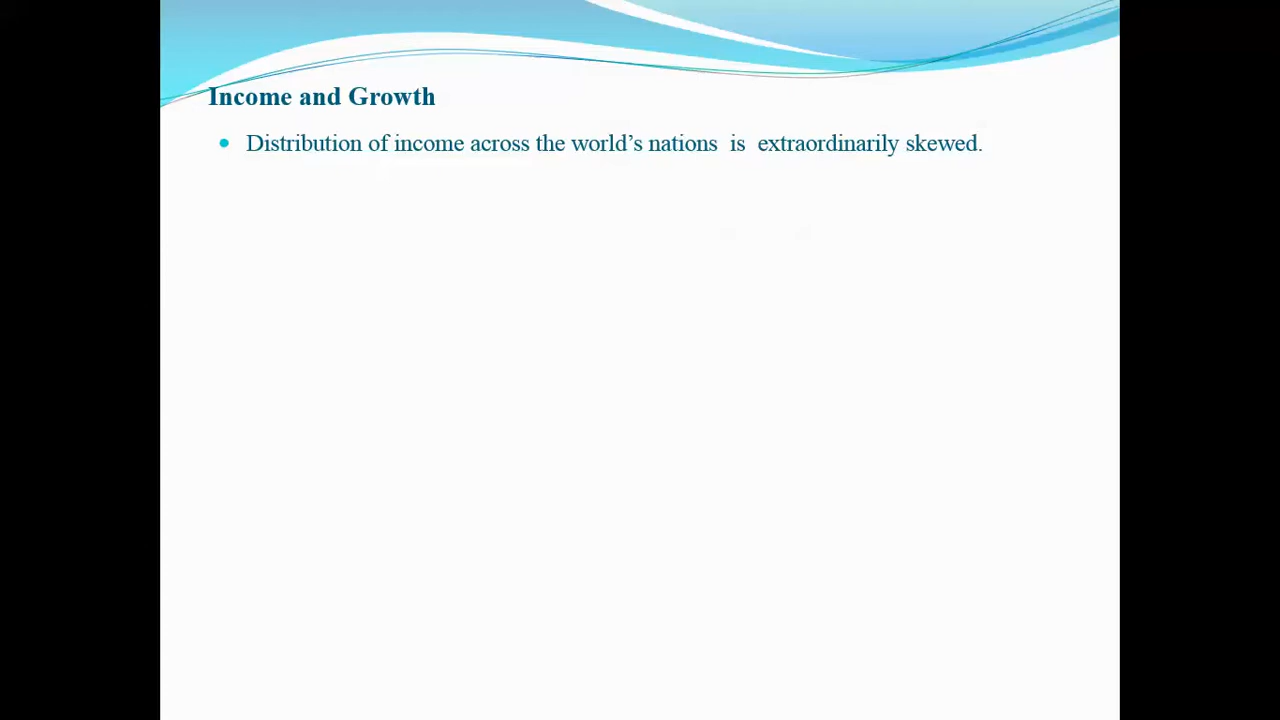 Income and Growth
• Distribution of income across the world’s nations is extraordinarily skewed.